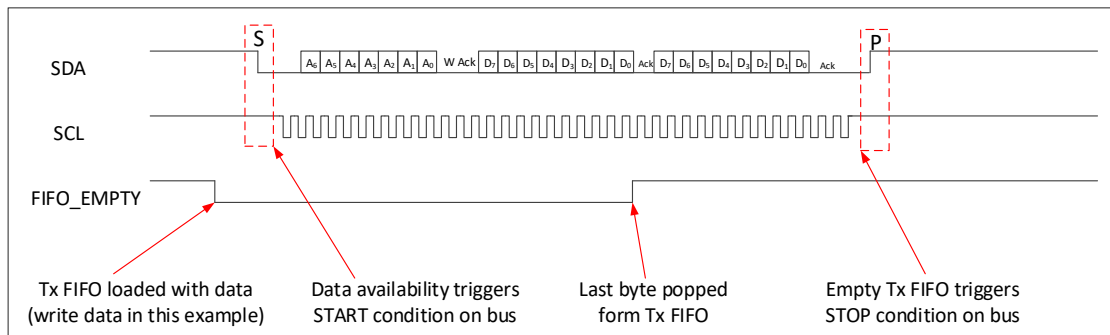 S
P
SDA
A6 A5 A4 A3 A2 A1 A0 W Ack D7 D6 D5 D4 D3 D2 D1 D0 Ack D7 D6 D5 D4 D3 D2 D1 D0 Ack
SCL
FIFO_EMPTY
Tx FIFO loaded with data
(write data in this example)
Data availability triggers
START condition on bus
Last byte popped
form Tx FIFO
Empty Tx FIFO triggers
STOP condition on bus